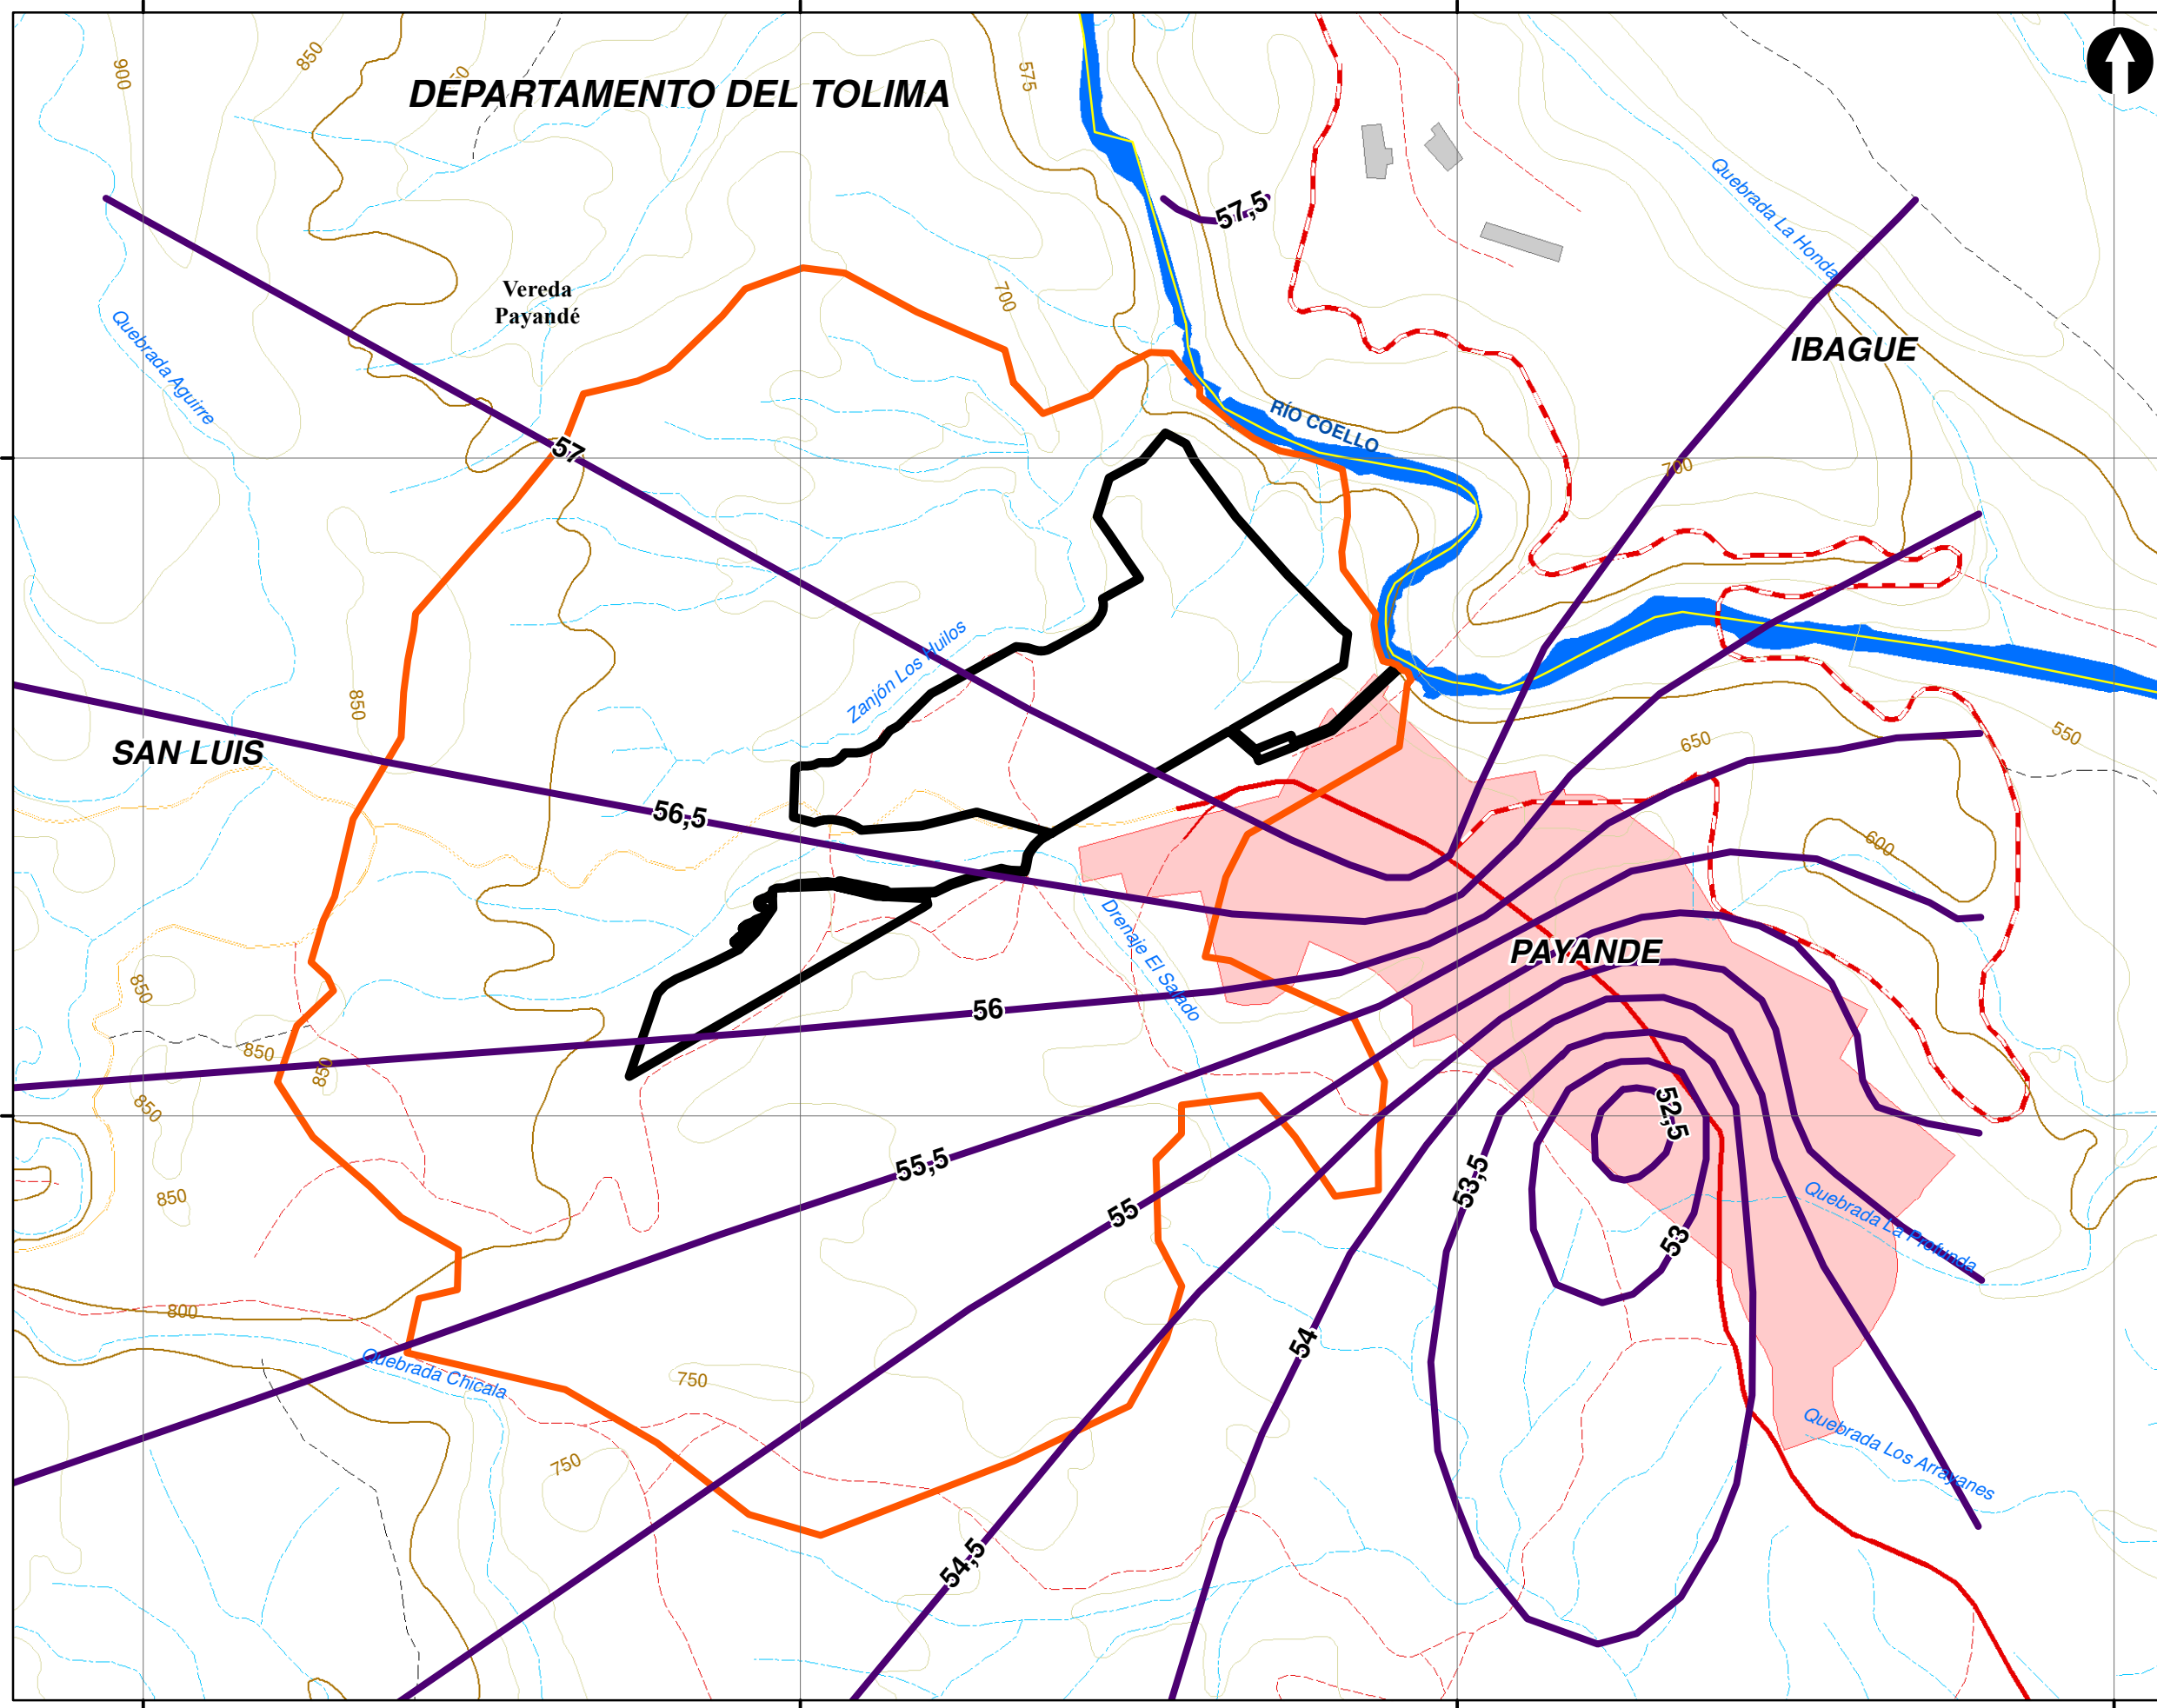 900
850
DEPARTAMENTO DEL TOLIMA
575
57,5
Quebrada La Honda
Vereda
Payandé
700
Quebrada Aguirre
IBAGUE
RÍO COELLO
57
700
Zanjón Los Huilos
850
SAN LUIS
650
550
56,5
600
Drenaje El Salado
PAYANDE
850
56
850
850
850
52,5
55,5
53,5
850
55
Quebrada La Profunda
53
800
54
Quebrada Chicala
750
Quebrada Los Arrayanes
750
54,5